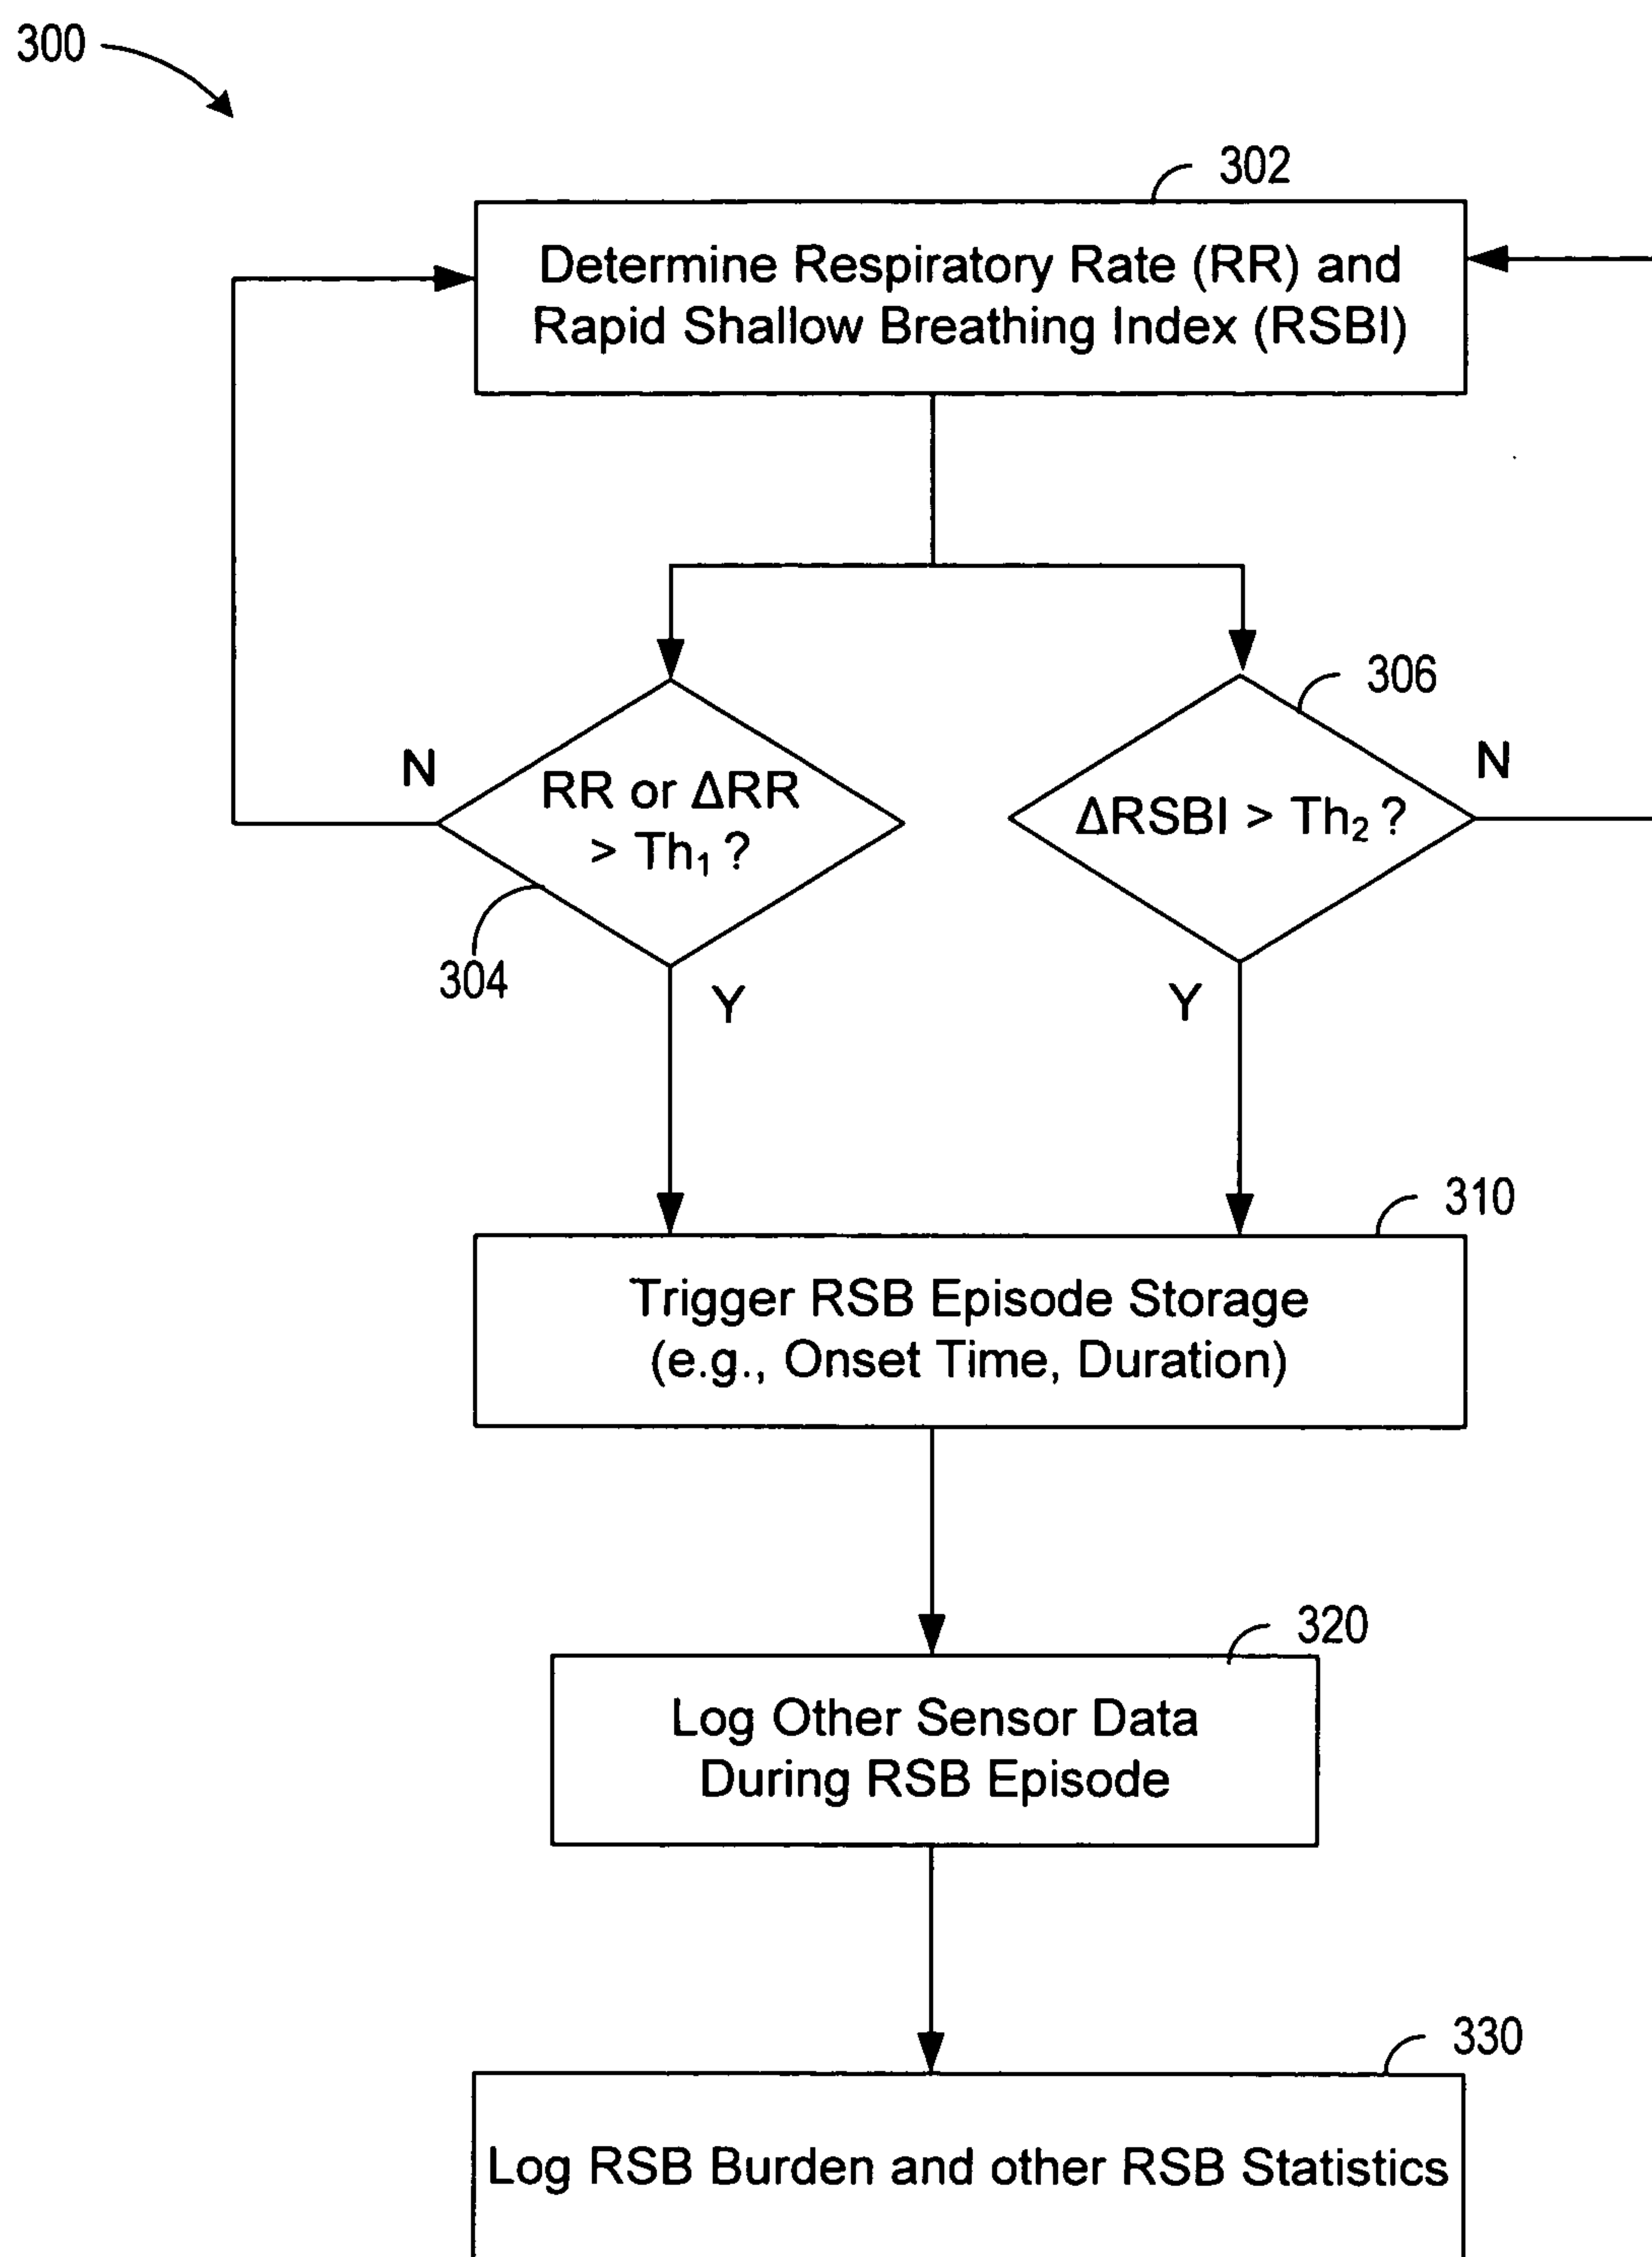 300
302
Determine Respiratory Rate (RR) and
Rapid Shallow Breathing Index (RSBI)
306
N
RR or ΔRR
> Th₁ ?
304
Y
N
ΔRSBI > Th₂ ?
Y
310
Trigger RSB Episode Storage
(e.g., Onset Time, Duration)
320
Log Other Sensor Data
During RSB Episode
330
Log RSB Burden and other RSB Statistics